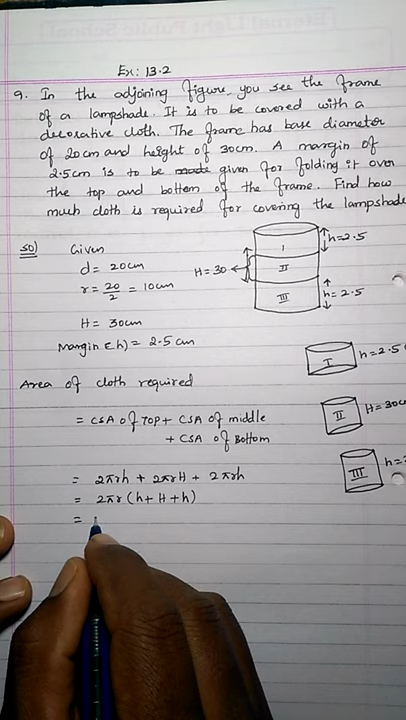 Ex: 13.2
9. In the adjoining figure, you see the frame
of a lampshade. It is to be covered with a
decorative cloth. The frame has base diameter
of 20cm and height of 30cm. A margin of
2.5cm is to be made given for folding it over
the top and bottem of the frame. Find how
much cloth is required for covering the lampshade
Sol
Given
d = 20cm
r = 20/2 = 10cm
H = 30cm
Margin (h) = 2.5 cm
I
h=2.5
H = 30
II
III
h = 2.5
Area of cloth required
I
h=2.5
= CSA of TOP + CSA of middle
+ CSA of Bottom
II
H=30c
= 2πrh + 2πrH + 2πrh
III
= 2πr (h + H + h)
=